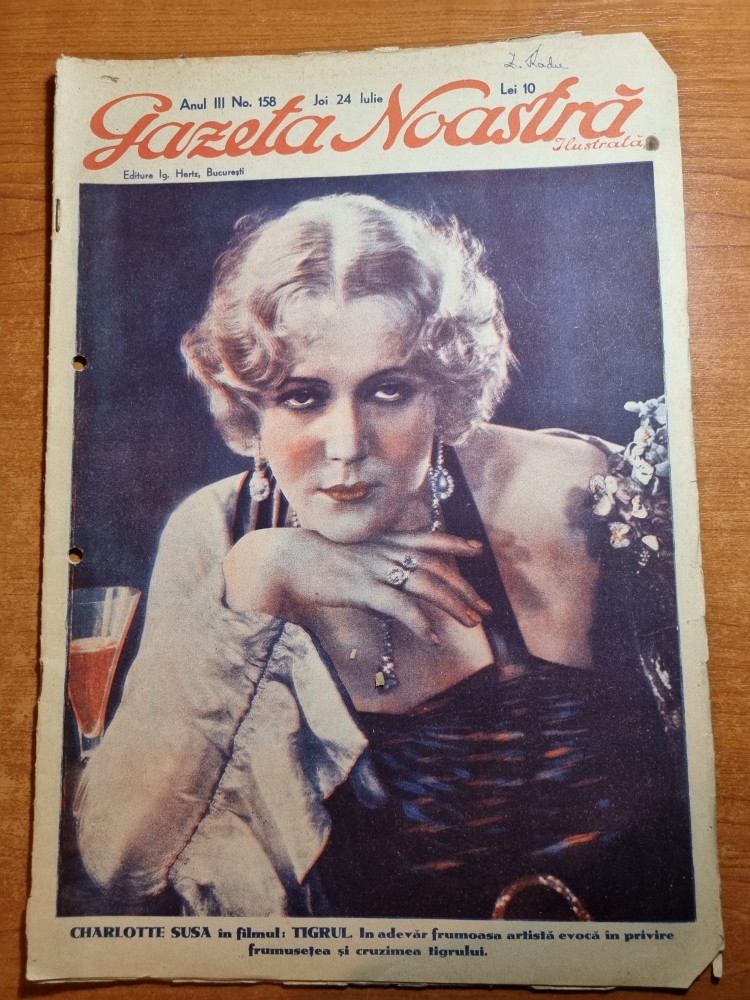 Z. Radu
Anul III No. 158 Joi 24 Iulie Lei 10
Gazeta Noastră
Ilustrată
Editura Ig. Hertz, București
CHARLOTTE SUSA în filmul: TIGRUL. In adevăr frumoasa artistă evocă în privire
frumusețea și cruzimea tigrului.